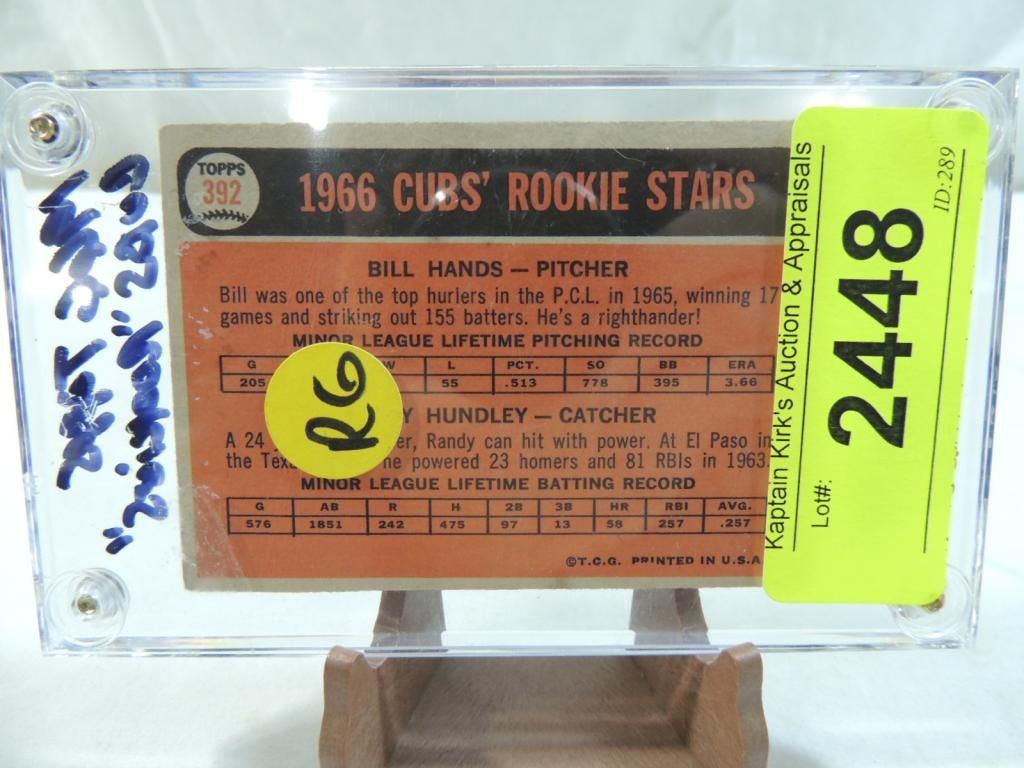 TOPPS
392
1966 CUBS' ROOKIE STARS
BILL HANDS — PITCHER
Bill was one of the top hurlers in the P.C.L. in 1965, winning 17
games and striking out 155 batters. He's a righthander!
MINOR LEAGUE LIFETIME PITCHING RECORD
G W L PCT. SO BB ERA
205 55 .513 778 395 3.66
Y HUNDLEY — CATCHER
A 24 er, Randy can hit with power. At El Paso in
the Texa he powered 23 homers and 81 RBIs in 1963.
MINOR LEAGUE LIFETIME BATTING RECORD
G AB R H 2B 3B HR RBI AVG.
576 1851 242 475 97 13 58 257 .257
©T.C.G. PRINTED IN U.S.A
R6
Kaptain Kirk's Auction & Appraisals
Lot#:
2448
ID:289